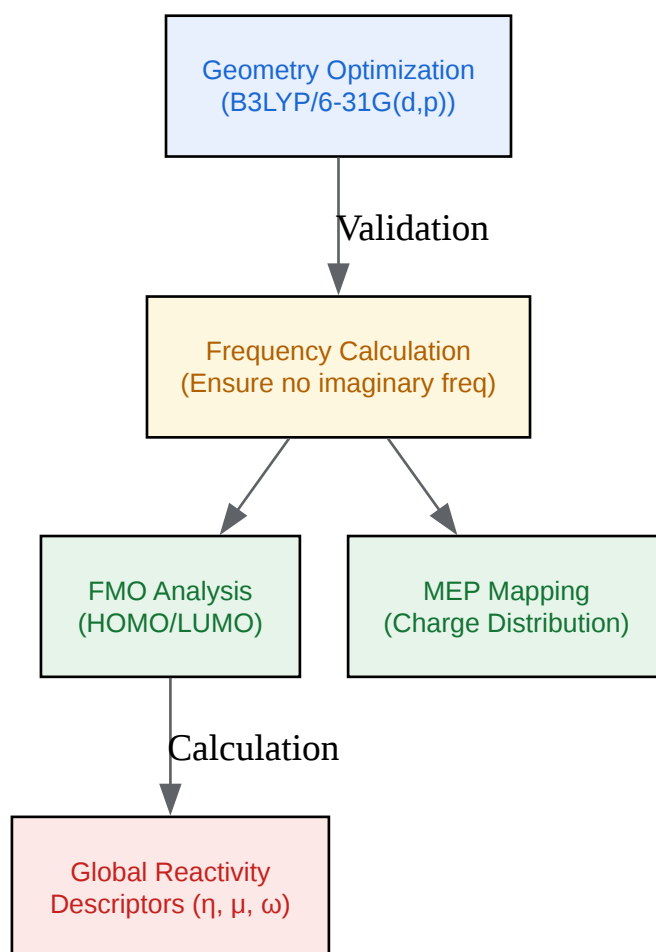 Geometry Optimization
(B3LYP/6-31G(d,p))
Validation
Frequency Calculation
(Ensure no imaginary freq)
FMO Analysis
(HOMO/LUMO)
MEP Mapping
(Charge Distribution)
Calculation
Global Reactivity
Descriptors (η, μ, ω)